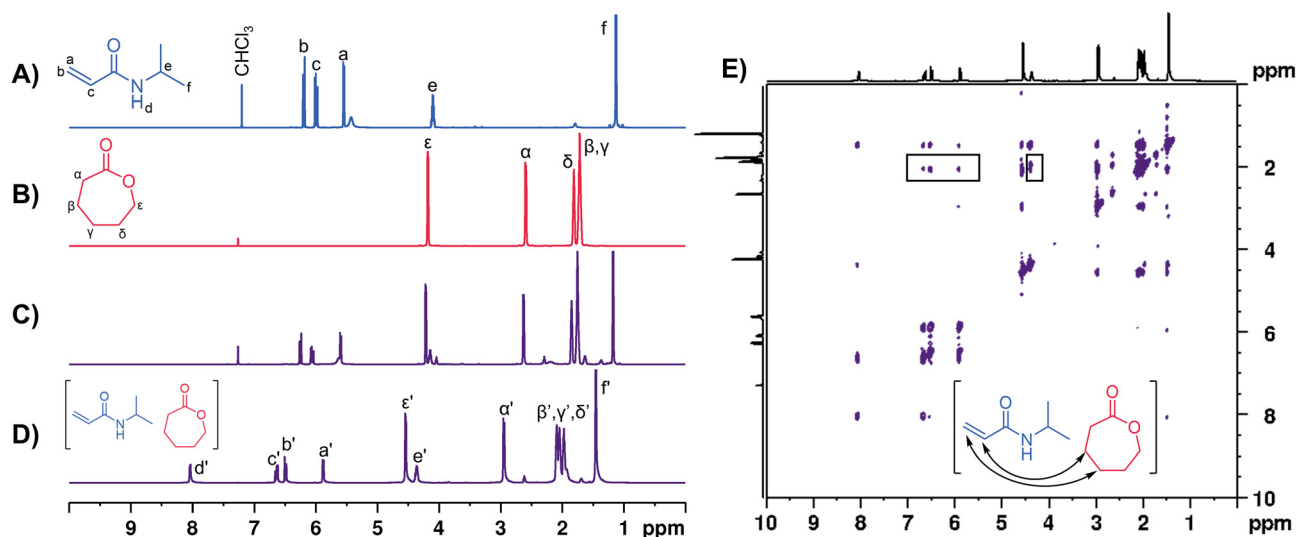 A)
O
a
b
c
N
H
d
e
f
CHCl3
b
c
a
e
f
B)
O
O
α
β
γ
δ
ε
ε
α
δ
β,γ
C)
D)
O
N
H
O
O
d'
c'
b'
a'
ε'
e'
α'
β',γ',δ'
f'
9 8 7 6 5 4 3 2 1 ppm
E)
ppm
2
4
6
8
10
O
N
H
O
O
10 9 8 7 6 5 4 3 2 1 ppm